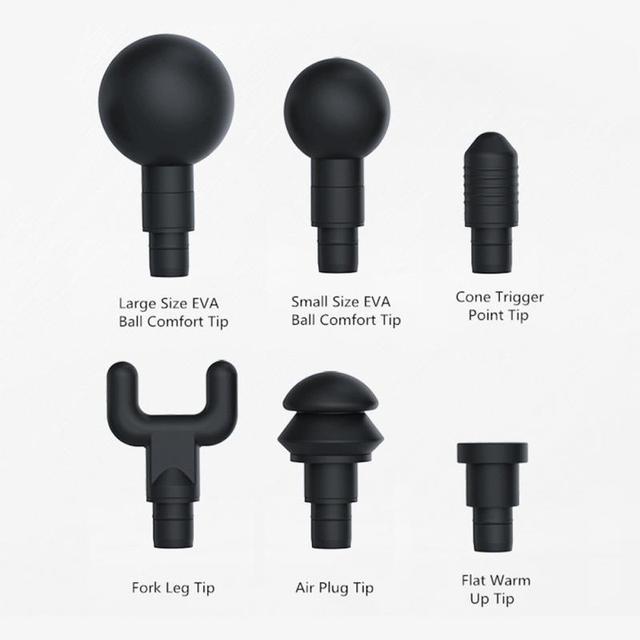 Large Size EVA
Ball Comfort Tip
Small Size EVA
Ball Comfort Tip
Cone Trigger
Point Tip
Fork Leg Tip
Air Plug Tip
Flat Warm
Up Tip